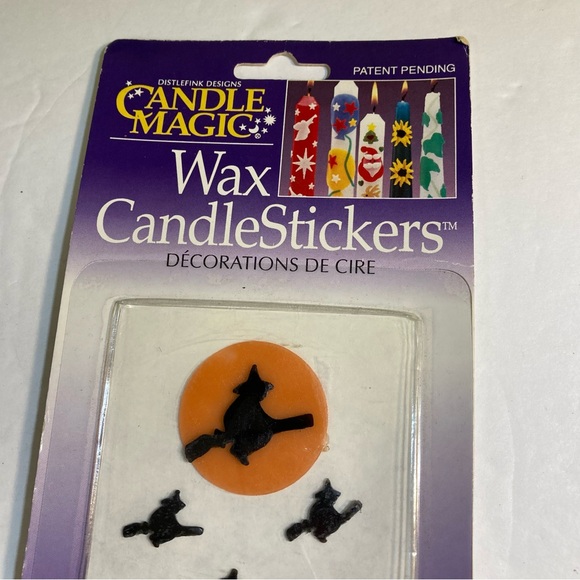 DISTLEFINK DESIGNS
CANDLE
MAGIC®
PATENT PENDING
Wax
CandleStickers™
DÉCORATIONS DE CIRE